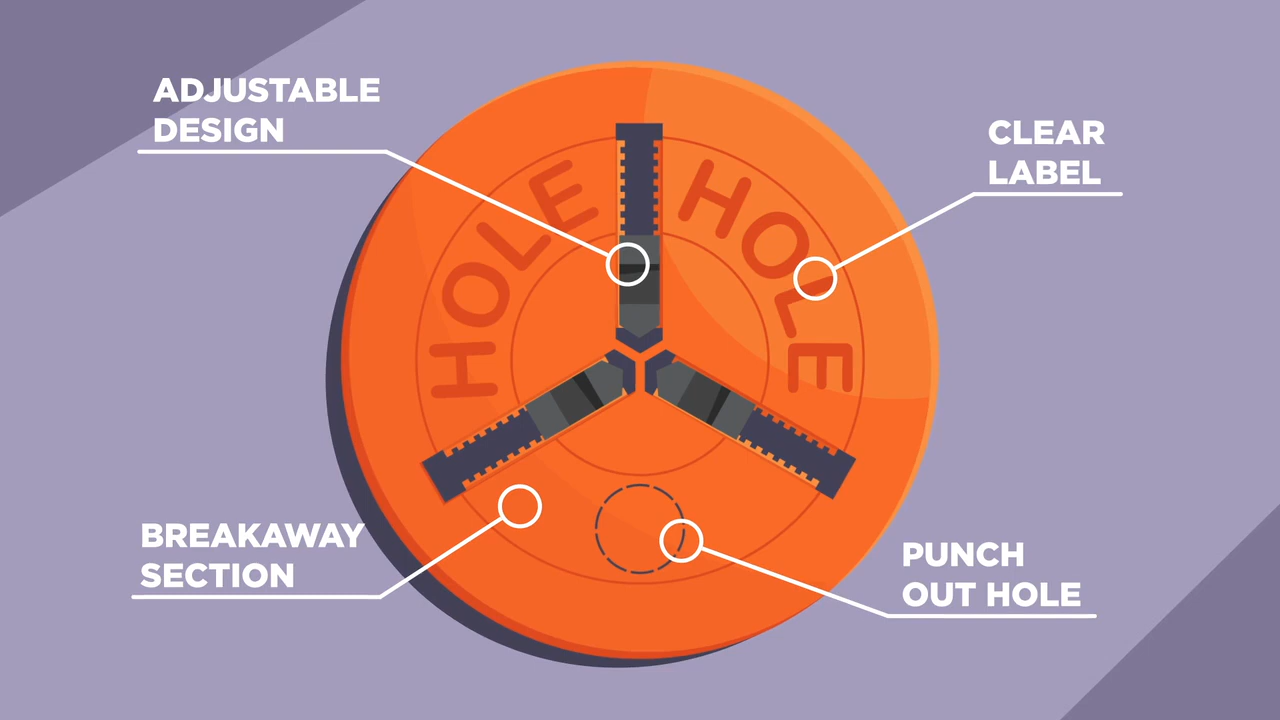 ADJUSTABLE
DESIGN
CLEAR
LABEL
HOLE
HOLE
BREAKAWAY
SECTION
PUNCH
OUT HOLE